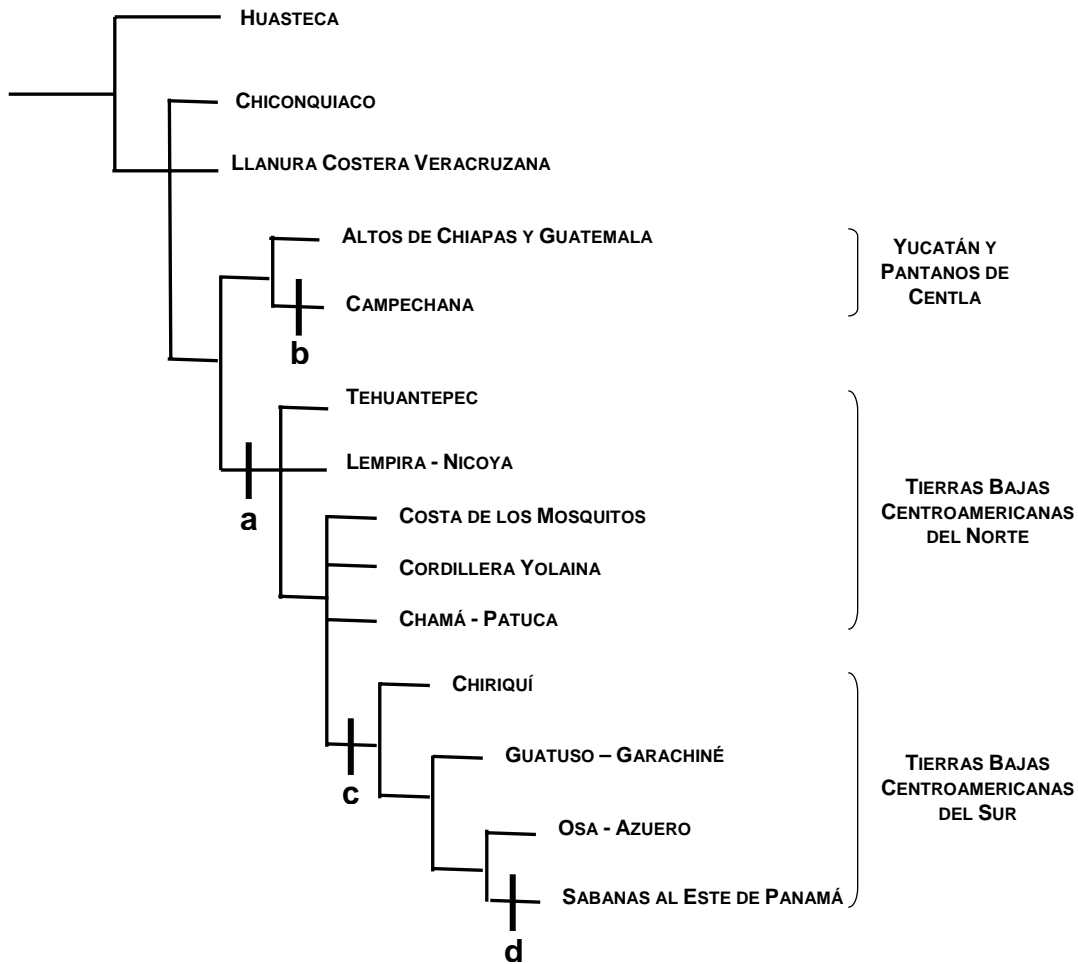 HUASTECA
CHICONQUIACO
LLANURA COSTERA VERACRUZANA
ALTOS DE CHIAPAS Y GUATEMALA
CAMPECHANA
b
YUCATÁN Y
PANTANOS DE
CENTLA
TEHUANTEPEC
LEMPIRA - NICOYA
a
COSTA DE LOS MOSQUITOS
CORDILLERA YOLAINA
CHAMÁ - PATUCA
TIERRAS BAJAS
CENTROAMERICANAS
DEL NORTE
CHIRIQUÍ
c
GUATUSO – GARACHINÉ
OSA - AZUERO
SABANAS AL ESTE DE PANAMÁ
d
TIERRAS BAJAS
CENTROAMERICANAS
DEL SUR